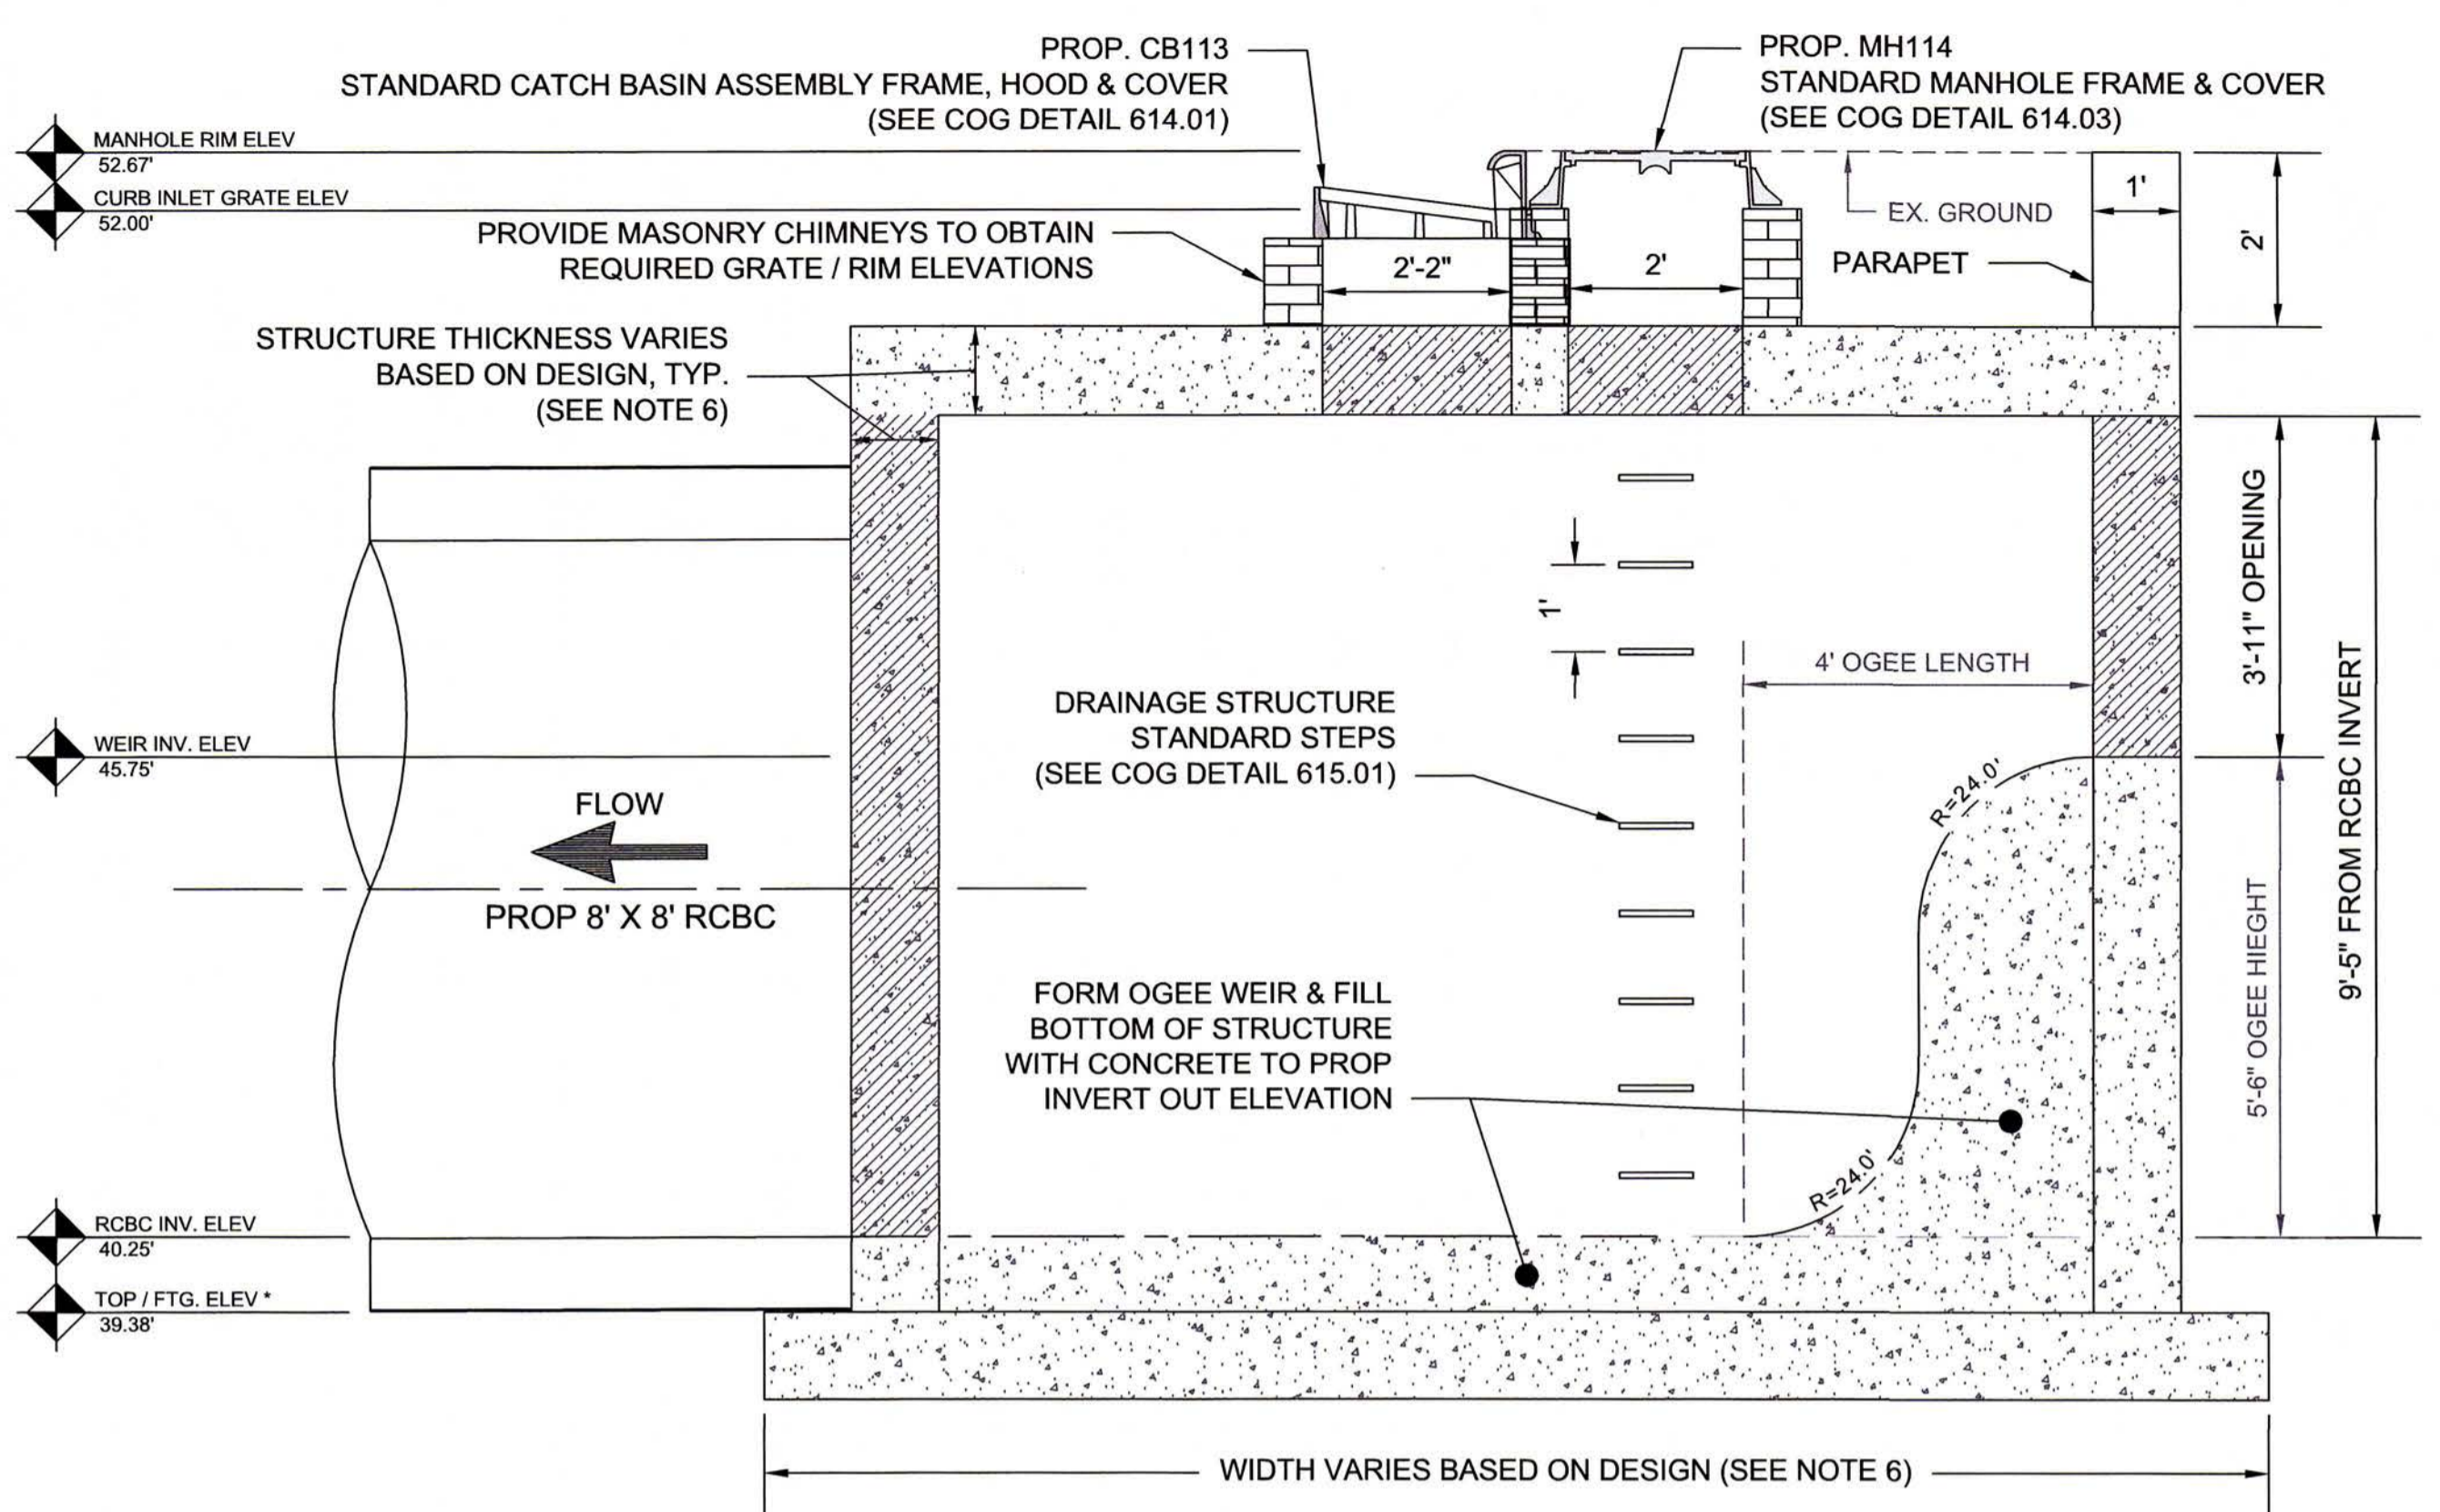 PROP. CB113
STANDARD CATCH BASIN ASSEMBLY FRAME, HOOD & COVER
(SEE COG DETAIL 614.01)
PROP. MH114
STANDARD MANHOLE FRAME & COVER
(SEE COG DETAIL 614.03)
MANHOLE RIM ELEV
52.67'
CURB INLET GRATE ELEV
52.00'
PROVIDE MASONRY CHIMNEYS TO OBTAIN
REQUIRED GRATE / RIM ELEVATIONS
2'-2"
2'
EX. GROUND
PARAPET
1'
2'
STRUCTURE THICKNESS VARIES
BASED ON DESIGN, TYP.
(SEE NOTE 6)
1'
4' OGEE LENGTH
3'-11" OPENING
9'-5" FROM RCBC INVERT
DRAINAGE STRUCTURE
STANDARD STEPS
(SEE COG DETAIL 615.01)
WEIR INV. ELEV
45.75'
FLOW
PROP 8' X 8' RCBC
R=24.0'
5'-6" OGEE HIEGHT
FORM OGEE WEIR & FILL
BOTTOM OF STRUCTURE
WITH CONCRETE TO PROP
INVERT OUT ELEVATION
R=24.0'
RCBC INV. ELEV
40.25'
TOP / FTG. ELEV *
39.38'
WIDTH VARIES BASED ON DESIGN (SEE NOTE 6)